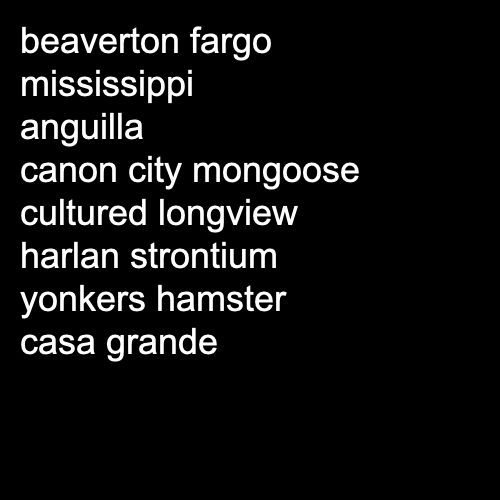 beaverton fargo
mississippi
anguilla
canon city mongoose
cultured longview
harlan strontium
yonkers hamster
casa grande